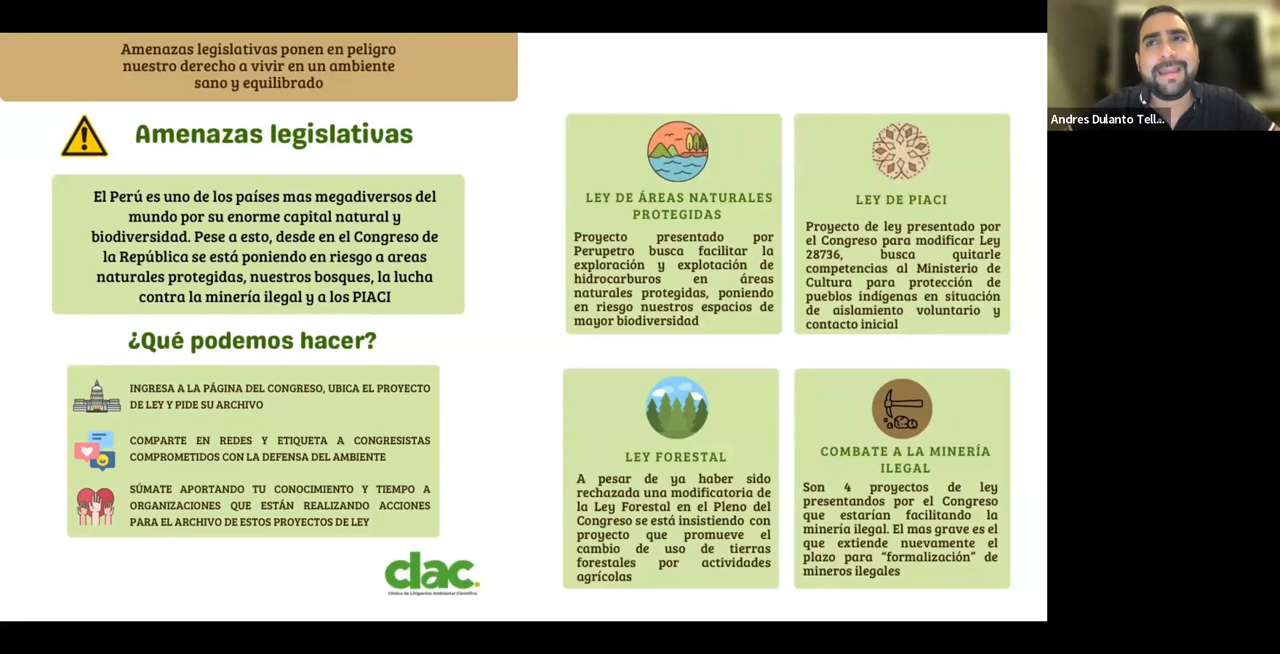 Amenazas legislativas ponen en peligro
nuestro derecho a vivir en un ambiente
sano y equilibrado
Amenazas legislativas
El Perú es uno de los países mas megadiversos del
mundo por su enorme capital natural y
biodiversidad. Pese a esto, desde en el Congreso de
la República se está poniendo en riesgo a areas
naturales protegidas, nuestros bosques, la lucha
contra la minería ilegal y a los PIACI
¿Qué podemos hacer?
INGRESA A LA PÁGINA DEL CONGRESO, UBICA EL PROYECTO
DE LEY Y PIDE SU ARCHIVO
COMPARTE EN REDES Y ETIQUETA A CONGRESISTAS
COMPROMETIDOS CON LA DEFENSA DEL AMBIENTE
SÚMATE APORTANDO TU CONOCIMIENTO Y TIEMPO A
ORGANIZACIONES QUE ESTÁN REALIZANDO ACCIONES
PARA EL ARCHIVO DE ESTOS PROYECTOS DE LEY
clac.
Clínica de Litigación Ambiental Científica
LEY DE ÁREAS NATURALES
PROTEGIDAS
Proyecto presentado por
Perupetro busca facilitar la
exploración y explotación de
hidrocarburos en áreas
naturales protegidas, poniendo
en riesgo nuestros espacios de
mayor biodiversidad
LEY DE PIACI
Proyecto de ley presentado por
el Congreso para modificar Ley
28736, busca quitarle
competencias al Ministerio de
Cultura para protección de
pueblos indígenas en situación
de aislamiento voluntario y
contacto inicial
LEY FORESTAL
A pesar de ya haber sido
rechazada una modificatoria de
la Ley Forestal en el Pleno del
Congreso se está insistiendo con
proyecto que promueve el
cambio de uso de tierras
forestales por actividades
agrícolas
COMBATE A LA MINERÍA
ILEGAL
Son 4 proyectos de ley
presentandos por el Congreso
que estarían facilitando la
minería ilegal. El mas grave es el
que extiende nuevamente el
plazo para “formalización” de
mineros ilegales
Andres Dulanto Tell...